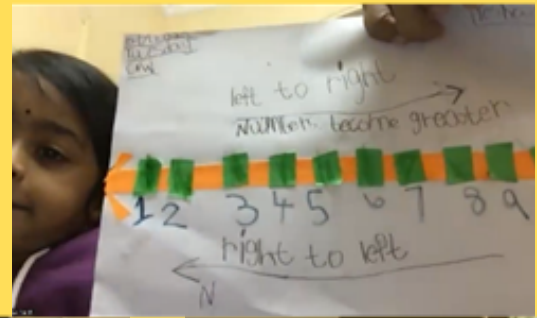 left to right
Number become greater
1 2 3 4 5 6 7 8 9
right to left
N